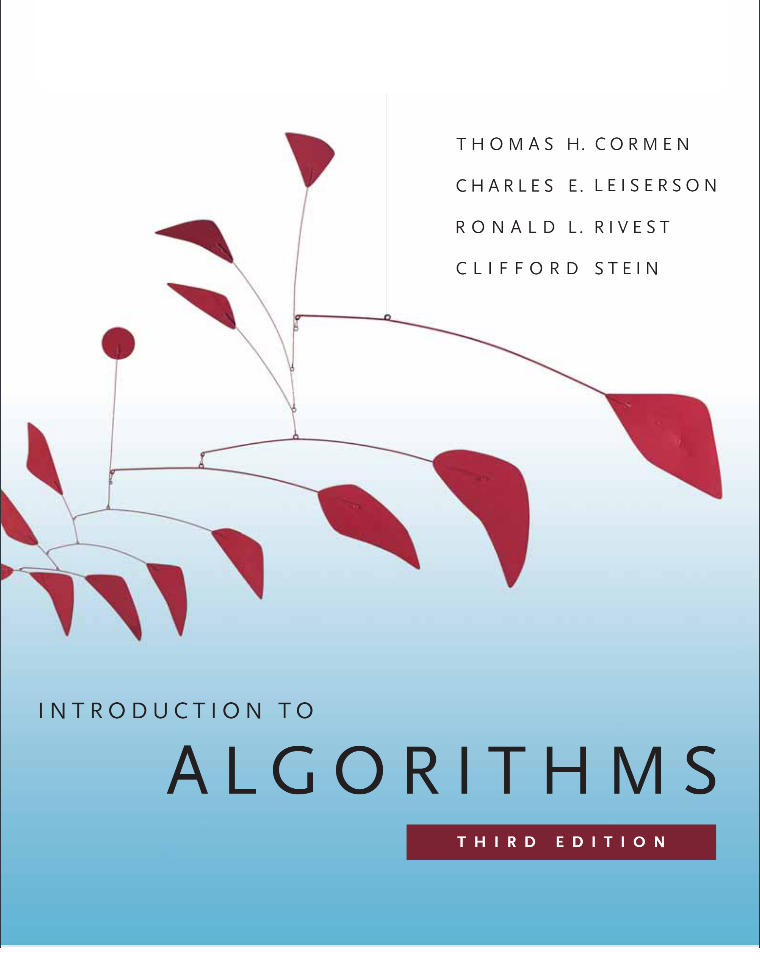 THOMAS H. CORMEN
CHARLES E. LEISERSON
RONALD L. RIVEST
CLIFFORD STEIN
INTRODUCTION TO
ALGORITHMS
THIRD EDITION